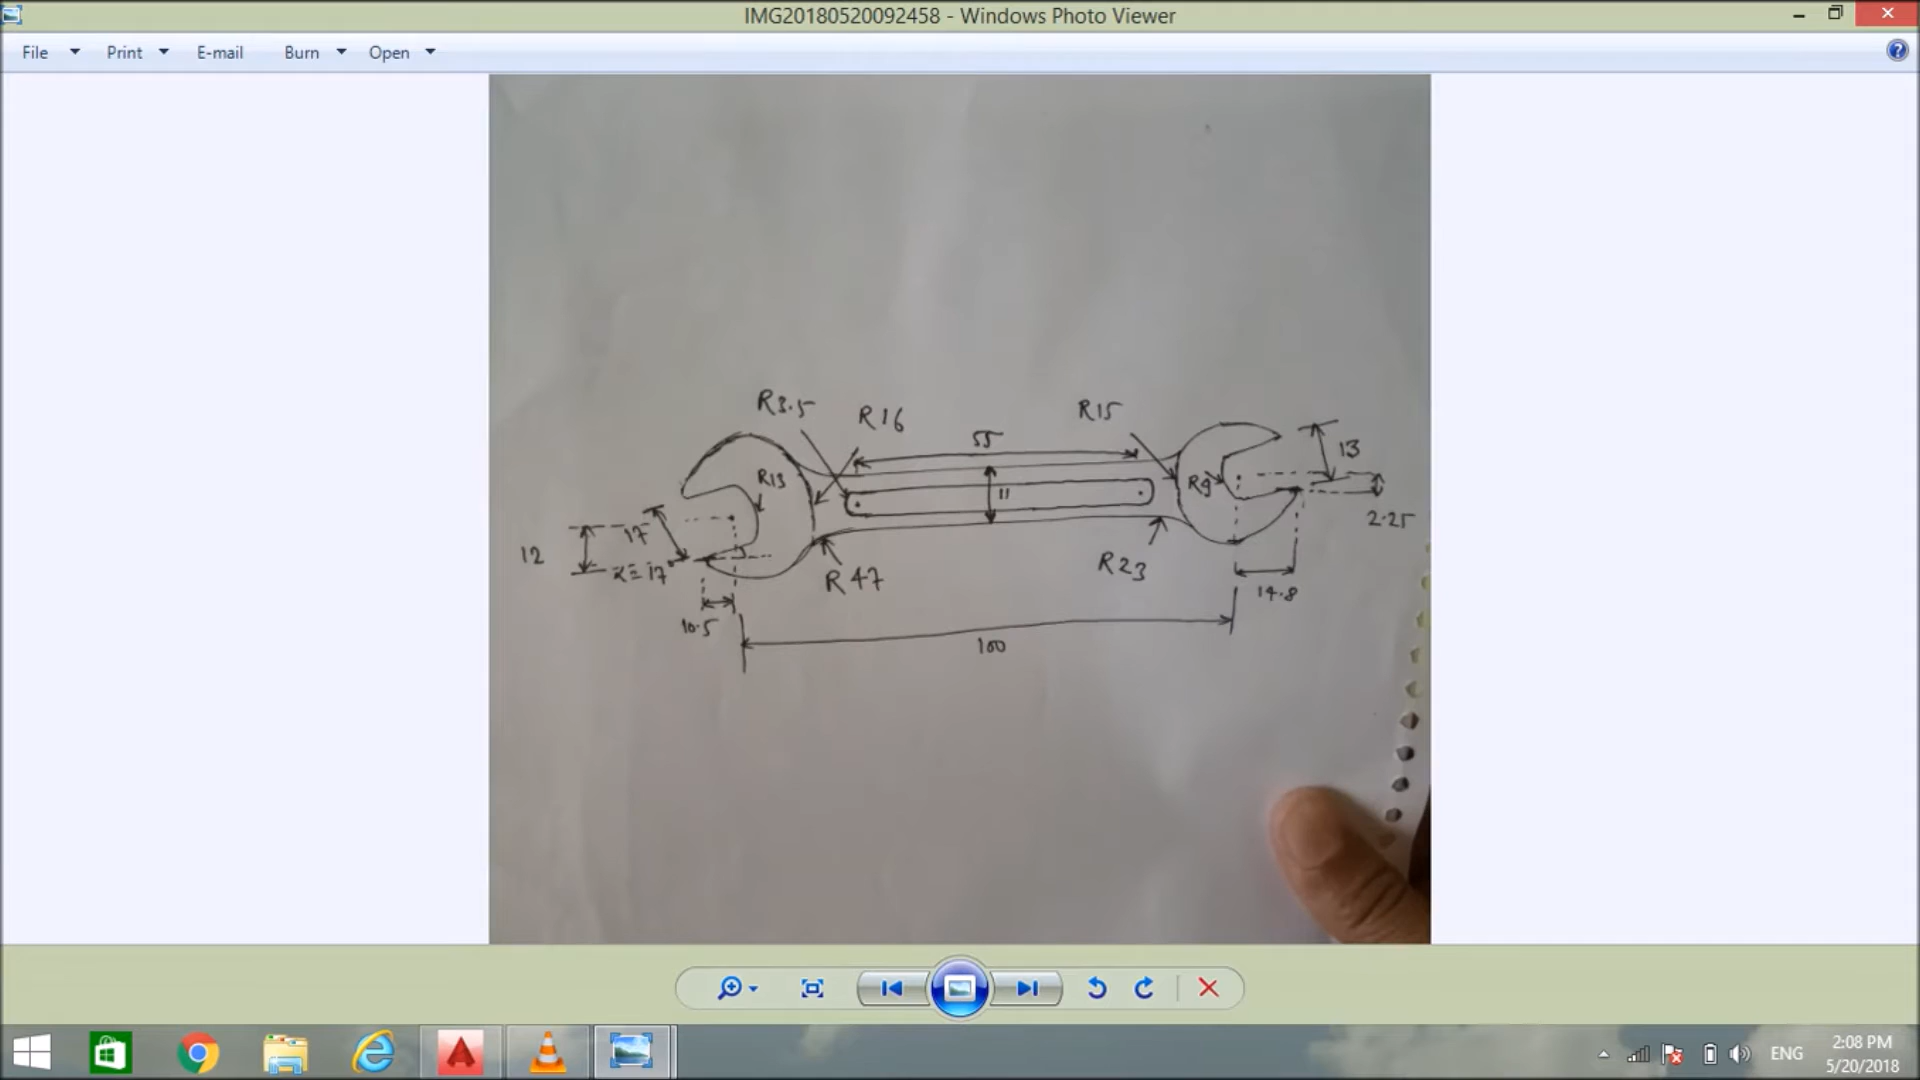 IMG20180520092458 - Windows Photo Viewer
File Print E-mail Burn Open
R3.5
R16
R15
55
13
R13
11
R9
17
2.25
12
α = 17°
R47
R23
14.8
10.5
100
ENG
2:08 PM
5/20/2018